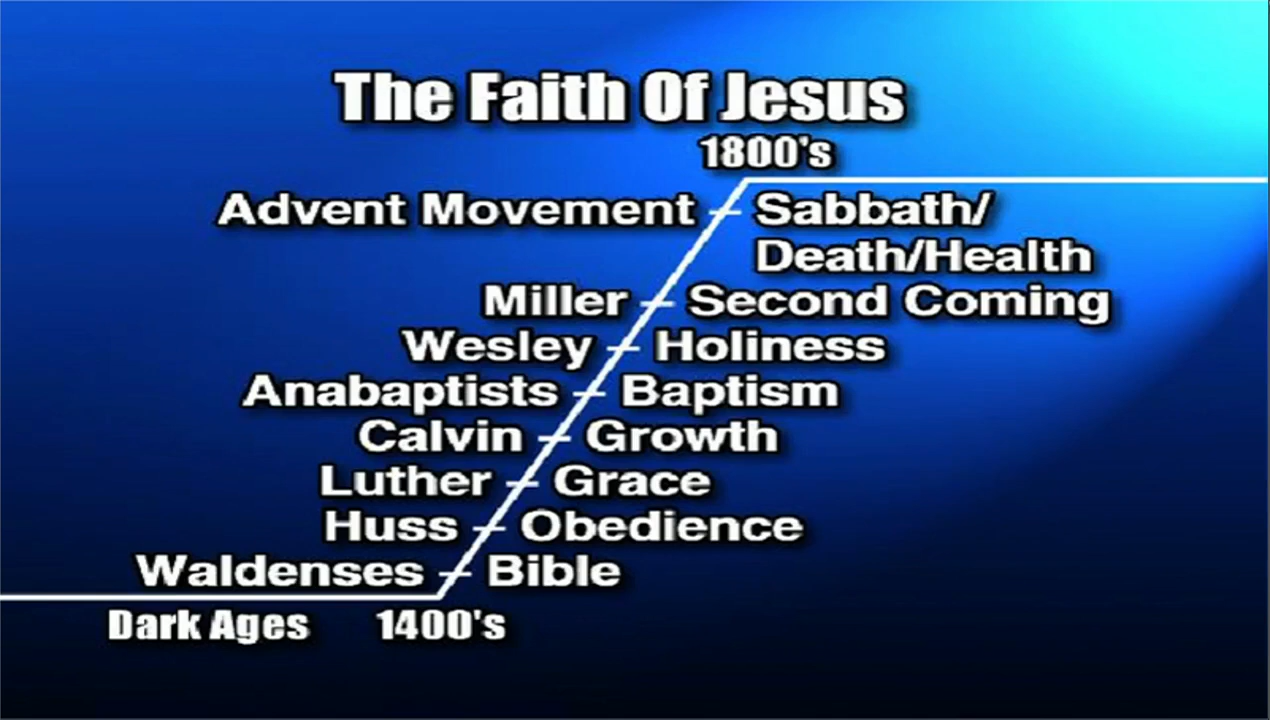 The Faith Of Jesus
1800's
Advent Movement Sabbath/
Death/Health
Miller Second Coming
Wesley Holiness
Anabaptists Baptism
Calvin Growth
Luther Grace
Huss Obedience
Waldenses Bible
Dark Ages 1400's